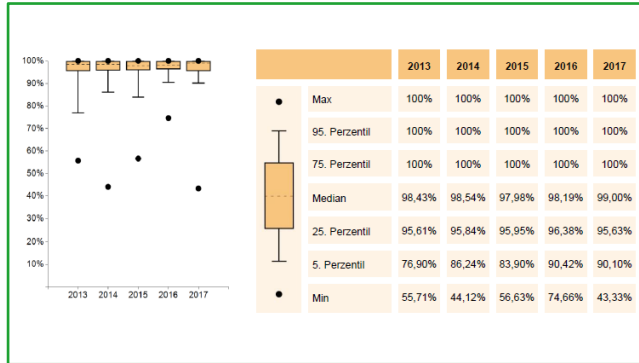 100%
90%
80%
70%
60%
50%
40%
30%
20%
10%
2013 2014 2015 2016 2017
2013 2014 2015 2016 2017
Max 100% 100% 100% 100% 100%
95. Perzentil 100% 100% 100% 100% 100%
75. Perzentil 100% 100% 100% 100% 100%
Median 98,43% 98,54% 97,98% 98,19% 99,00%
25. Perzentil 95,61% 95,84% 95,95% 96,38% 95,63%
5. Perzentil 76,90% 86,24% 83,90% 90,42% 90,10%
Min 55,71% 44,12% 56,63% 74,66% 43,33%